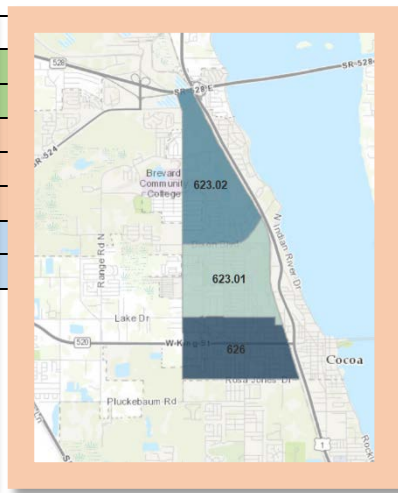 528
SR-528
SR-528 E
SR-524
Brevard
Community
College
623.02
Range Rd N
N Indian River Dr
623.01
Lake Dr
520
W King St
626
Cocoa
Rosa Jones Dr
Pluckebaum Rd
1